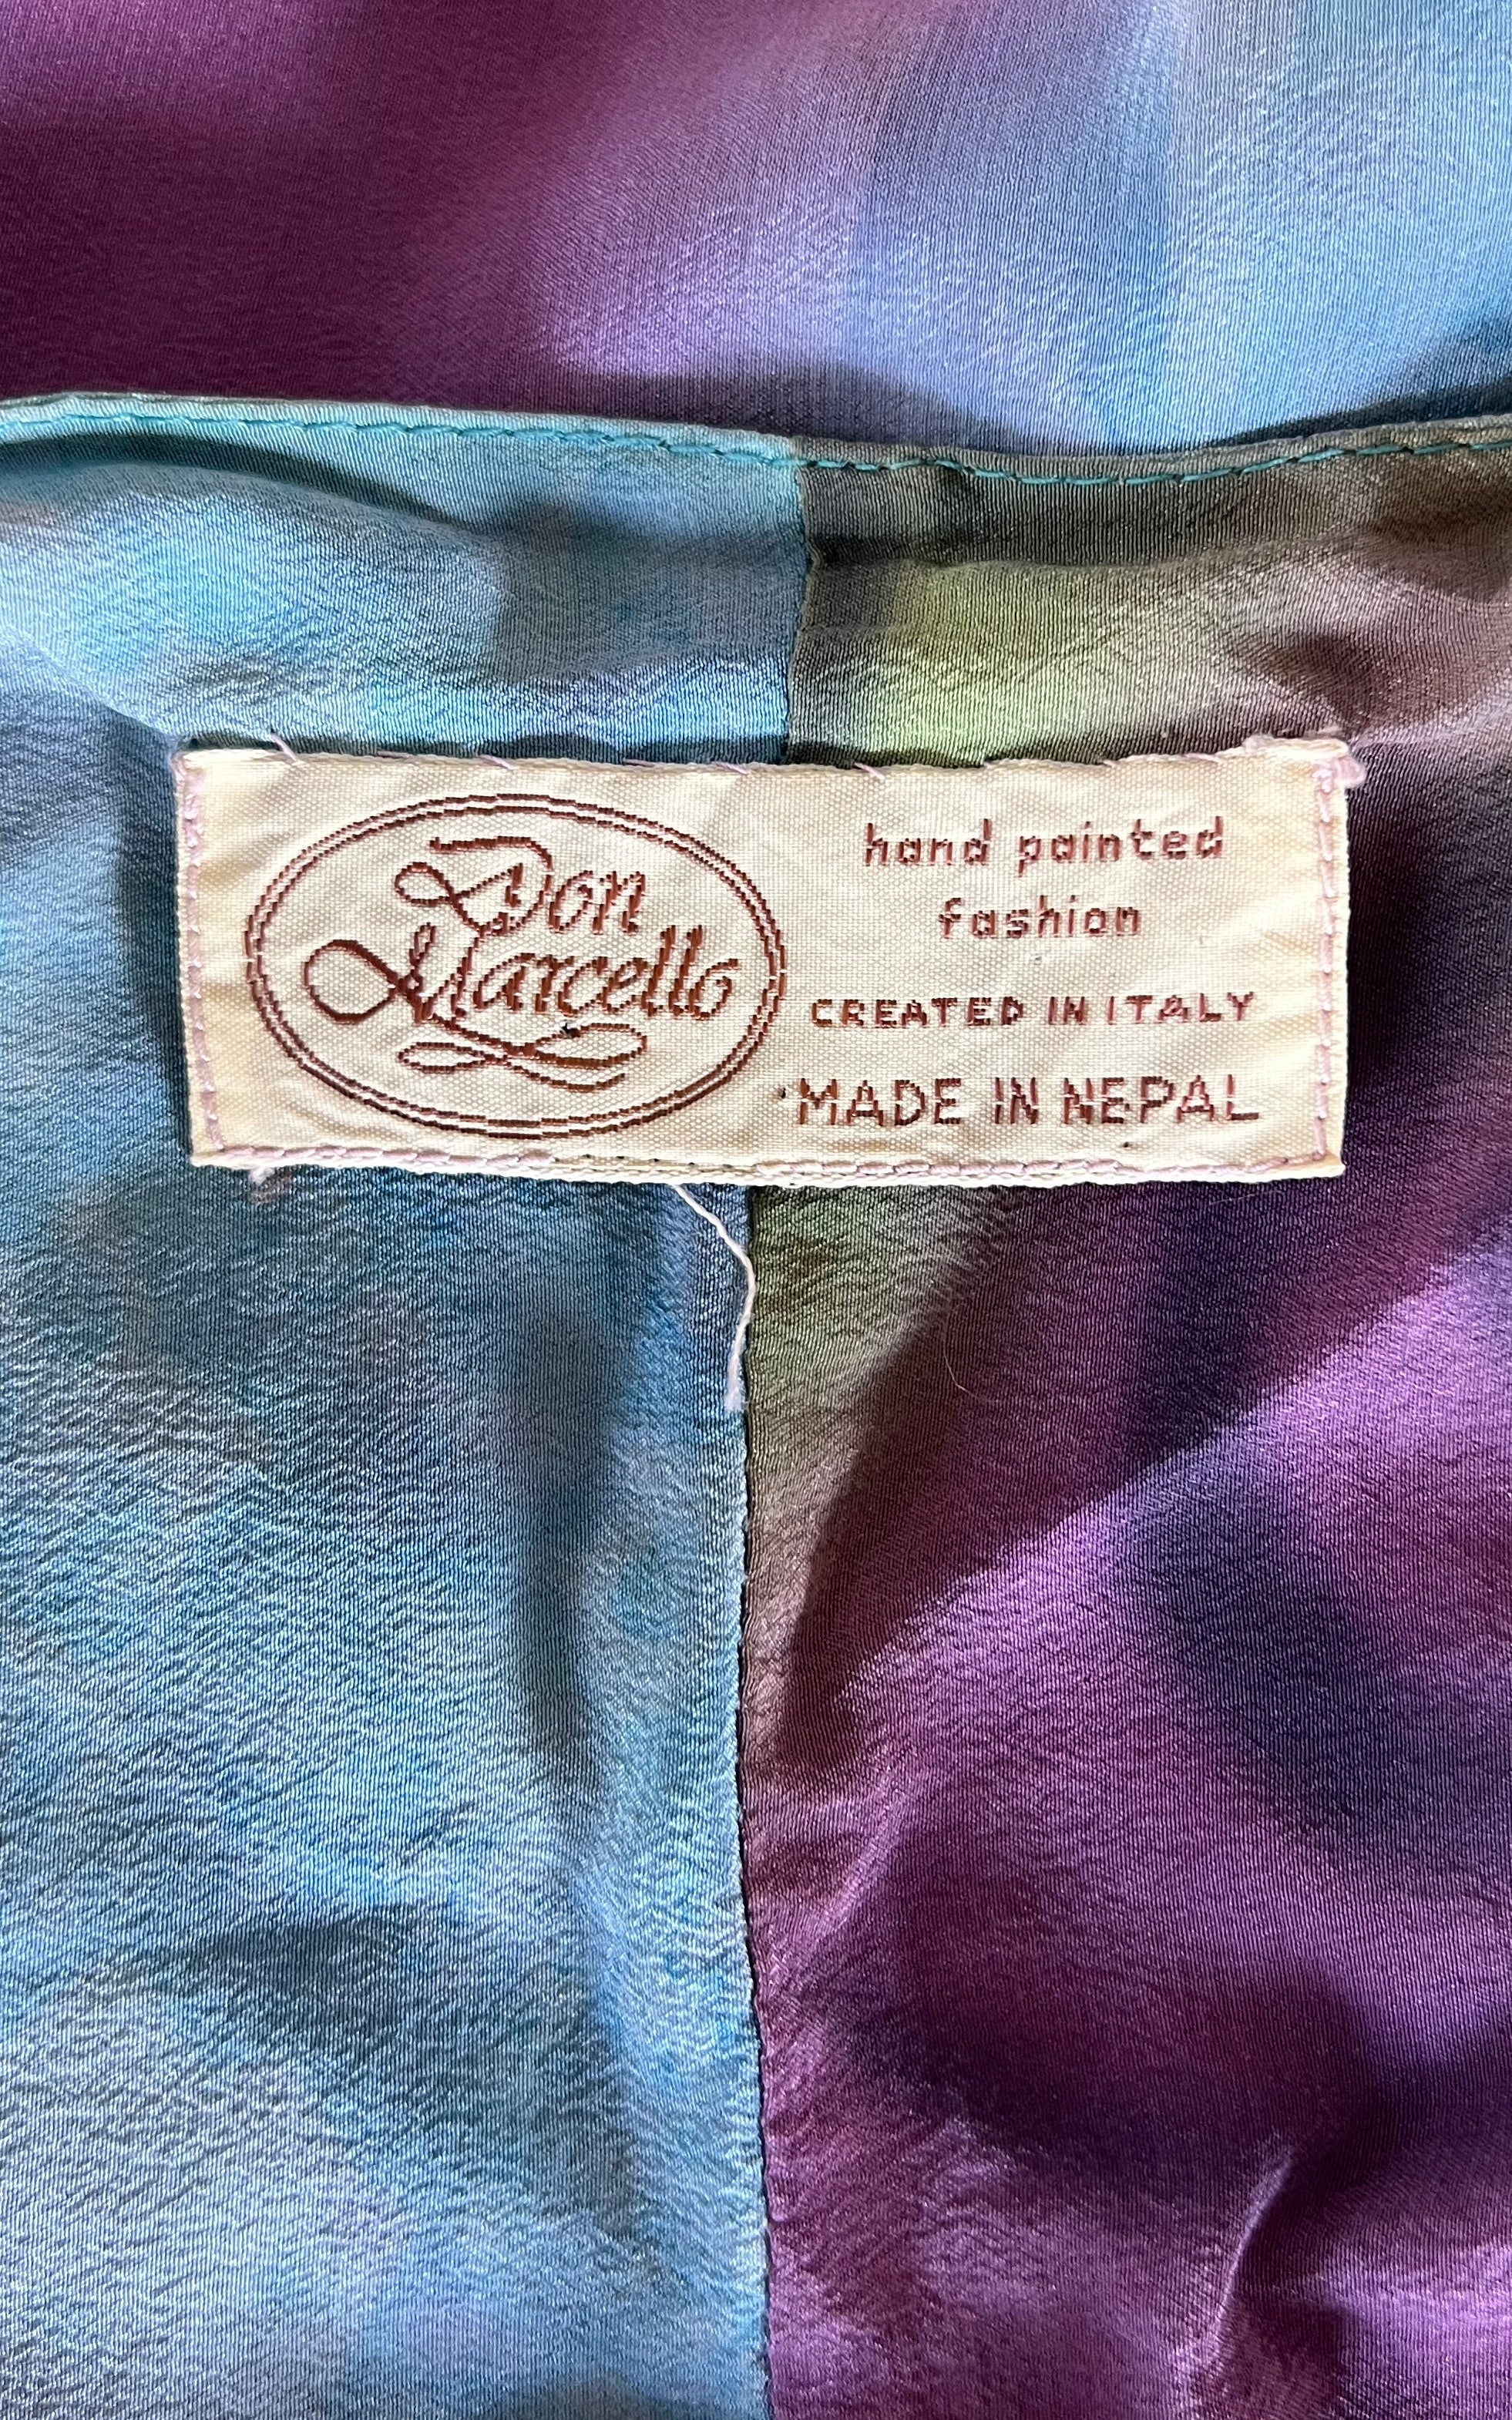 Don
Marcello
hand painted
fashion
CREATED IN ITALY
MADE IN NEPAL